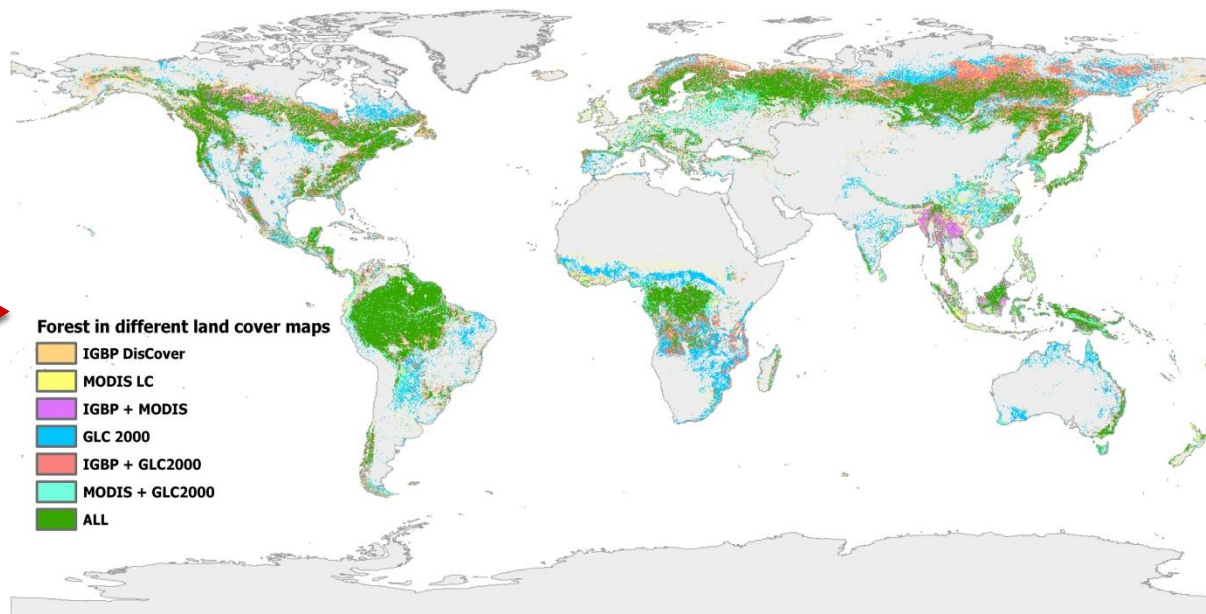 Forest in different land cover maps
IGBP DisCover
MODIS LC
IGBP + MODIS
GLC 2000
IGBP + GLC2000
MODIS + GLC2000
ALL